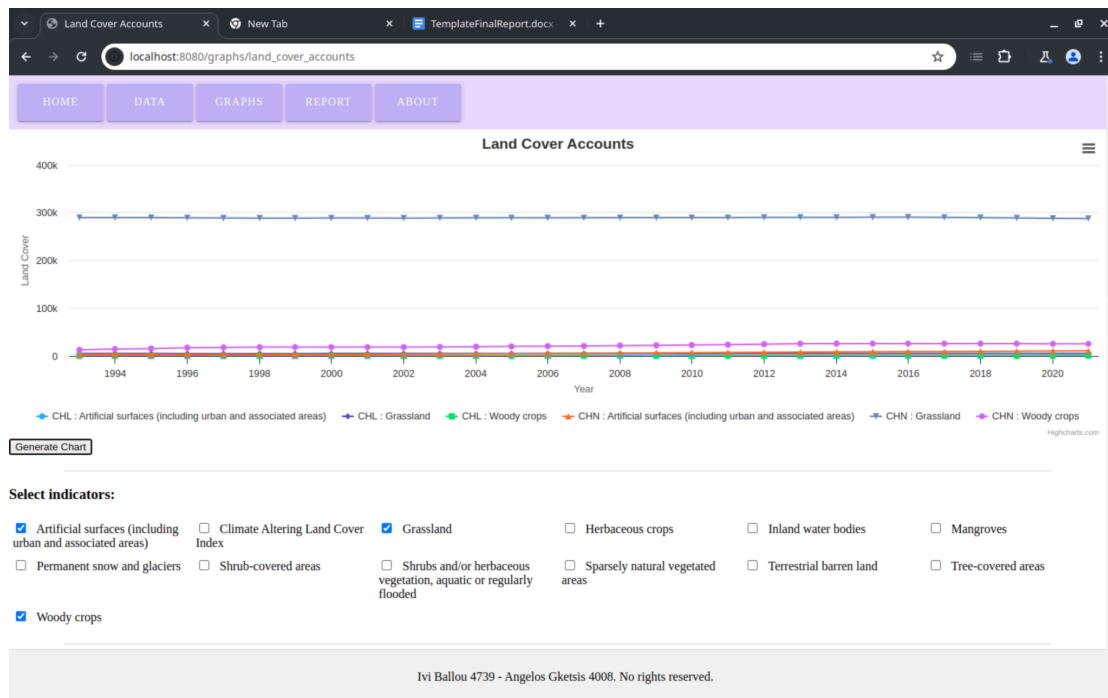 Land Cover Accounts
New Tab
TemplateFinalReport.docx
localhost:8080/graphs/land_cover_accounts
HOME DATA GRAPHS REPORT ABOUT
Land Cover Accounts
400k
300k
200k
100k
0
Land Cover
1994 1996 1998 2000 2002 2004 2006 2008 2010 2012 2014 2016 2018 2020
Year
CHL : Artificial surfaces (including urban and associated areas) CHL : Grassland CHL : Woody crops CHN : Artificial surfaces (including urban and associated areas) CHN : Grassland CHN : Woody crops
Highcharts.com
Generate Chart
Select indicators:
Artificial surfaces (including
urban and associated areas)
Climate Altering Land Cover
Index
Grassland
Herbaceous crops
Inland water bodies
Mangroves
Permanent snow and glaciers
Shrub-covered areas
Shrubs and/or herbaceous
vegetation, aquatic or regularly
flooded
Sparsely natural vegetated
areas
Terrestrial barren land
Tree-covered areas
Woody crops
Ivi Ballou 4739 - Angelos Gketsis 4008. No rights reserved.